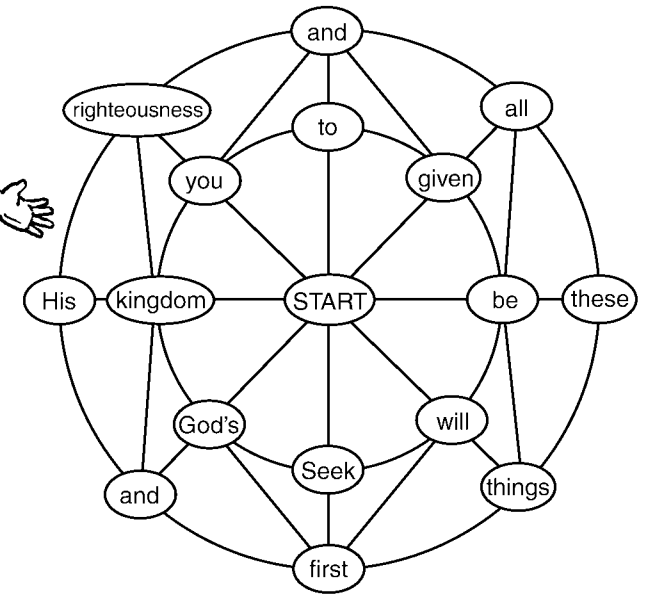 and
righteousness
all
to
you
given
His
kingdom
START
be
these
God's
will
Seek
and
things
first